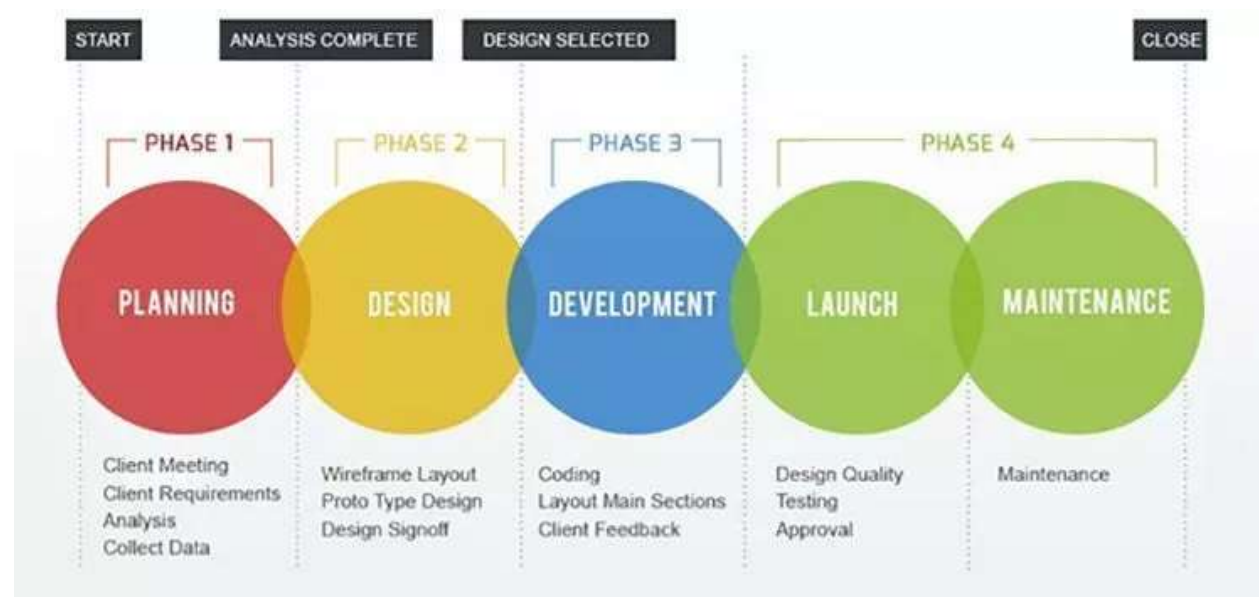 START
ANALYSIS COMPLETE
DESIGN SELECTED
CLOSE
PHASE 1
PHASE 2
PHASE 3
PHASE 4
PLANNING
DESIGN
DEVELOPMENT
LAUNCH
MAINTENANCE
Client Meeting
Client Requirements
Analysis
Collect Data
Wireframe Layout
Proto Type Design
Design Signoff
Coding
Layout Main Sections
Client Feedback
Design Quality
Testing
Approval
Maintenance